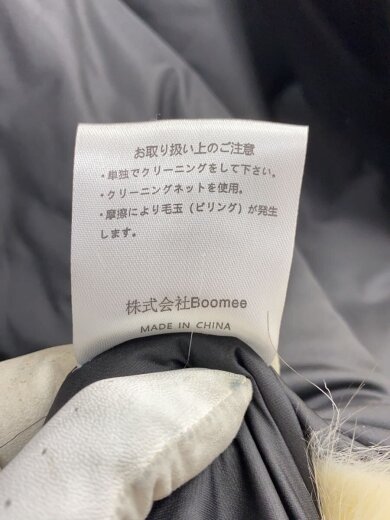 お取り扱い上のご注意
・単独でクリーニングをして下さい。
・クリーニングネットを使用。
・摩擦により毛玉（ピリング）が発生
します。
株式会社Boomee
MADE IN CHINA